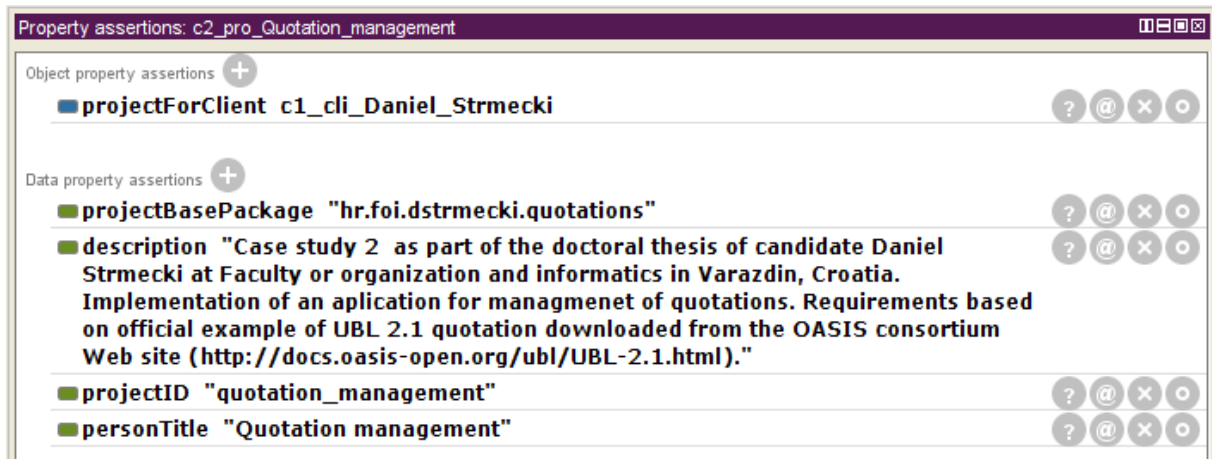 Property assertions: c2_pro_Quotation_management
Object property assertions
projectForClient c1_cli_Daniel_Strmecki
Data property assertions
projectBasePackage "hr.foi.dstrmecki.quotations"
description "Case study 2 as part of the doctoral thesis of candidate Daniel
Strmecki at Faculty or organization and informatics in Varazdin, Croatia.
Implementation of an aplication for managmenet of quotations. Requirements based
on official example of UBL 2.1 quotation downloaded from the OASIS consortium
Web site (http://docs.oasis-open.org/ubl/UBL-2.1.html)."
projectID "quotation_management"
personTitle "Quotation management"